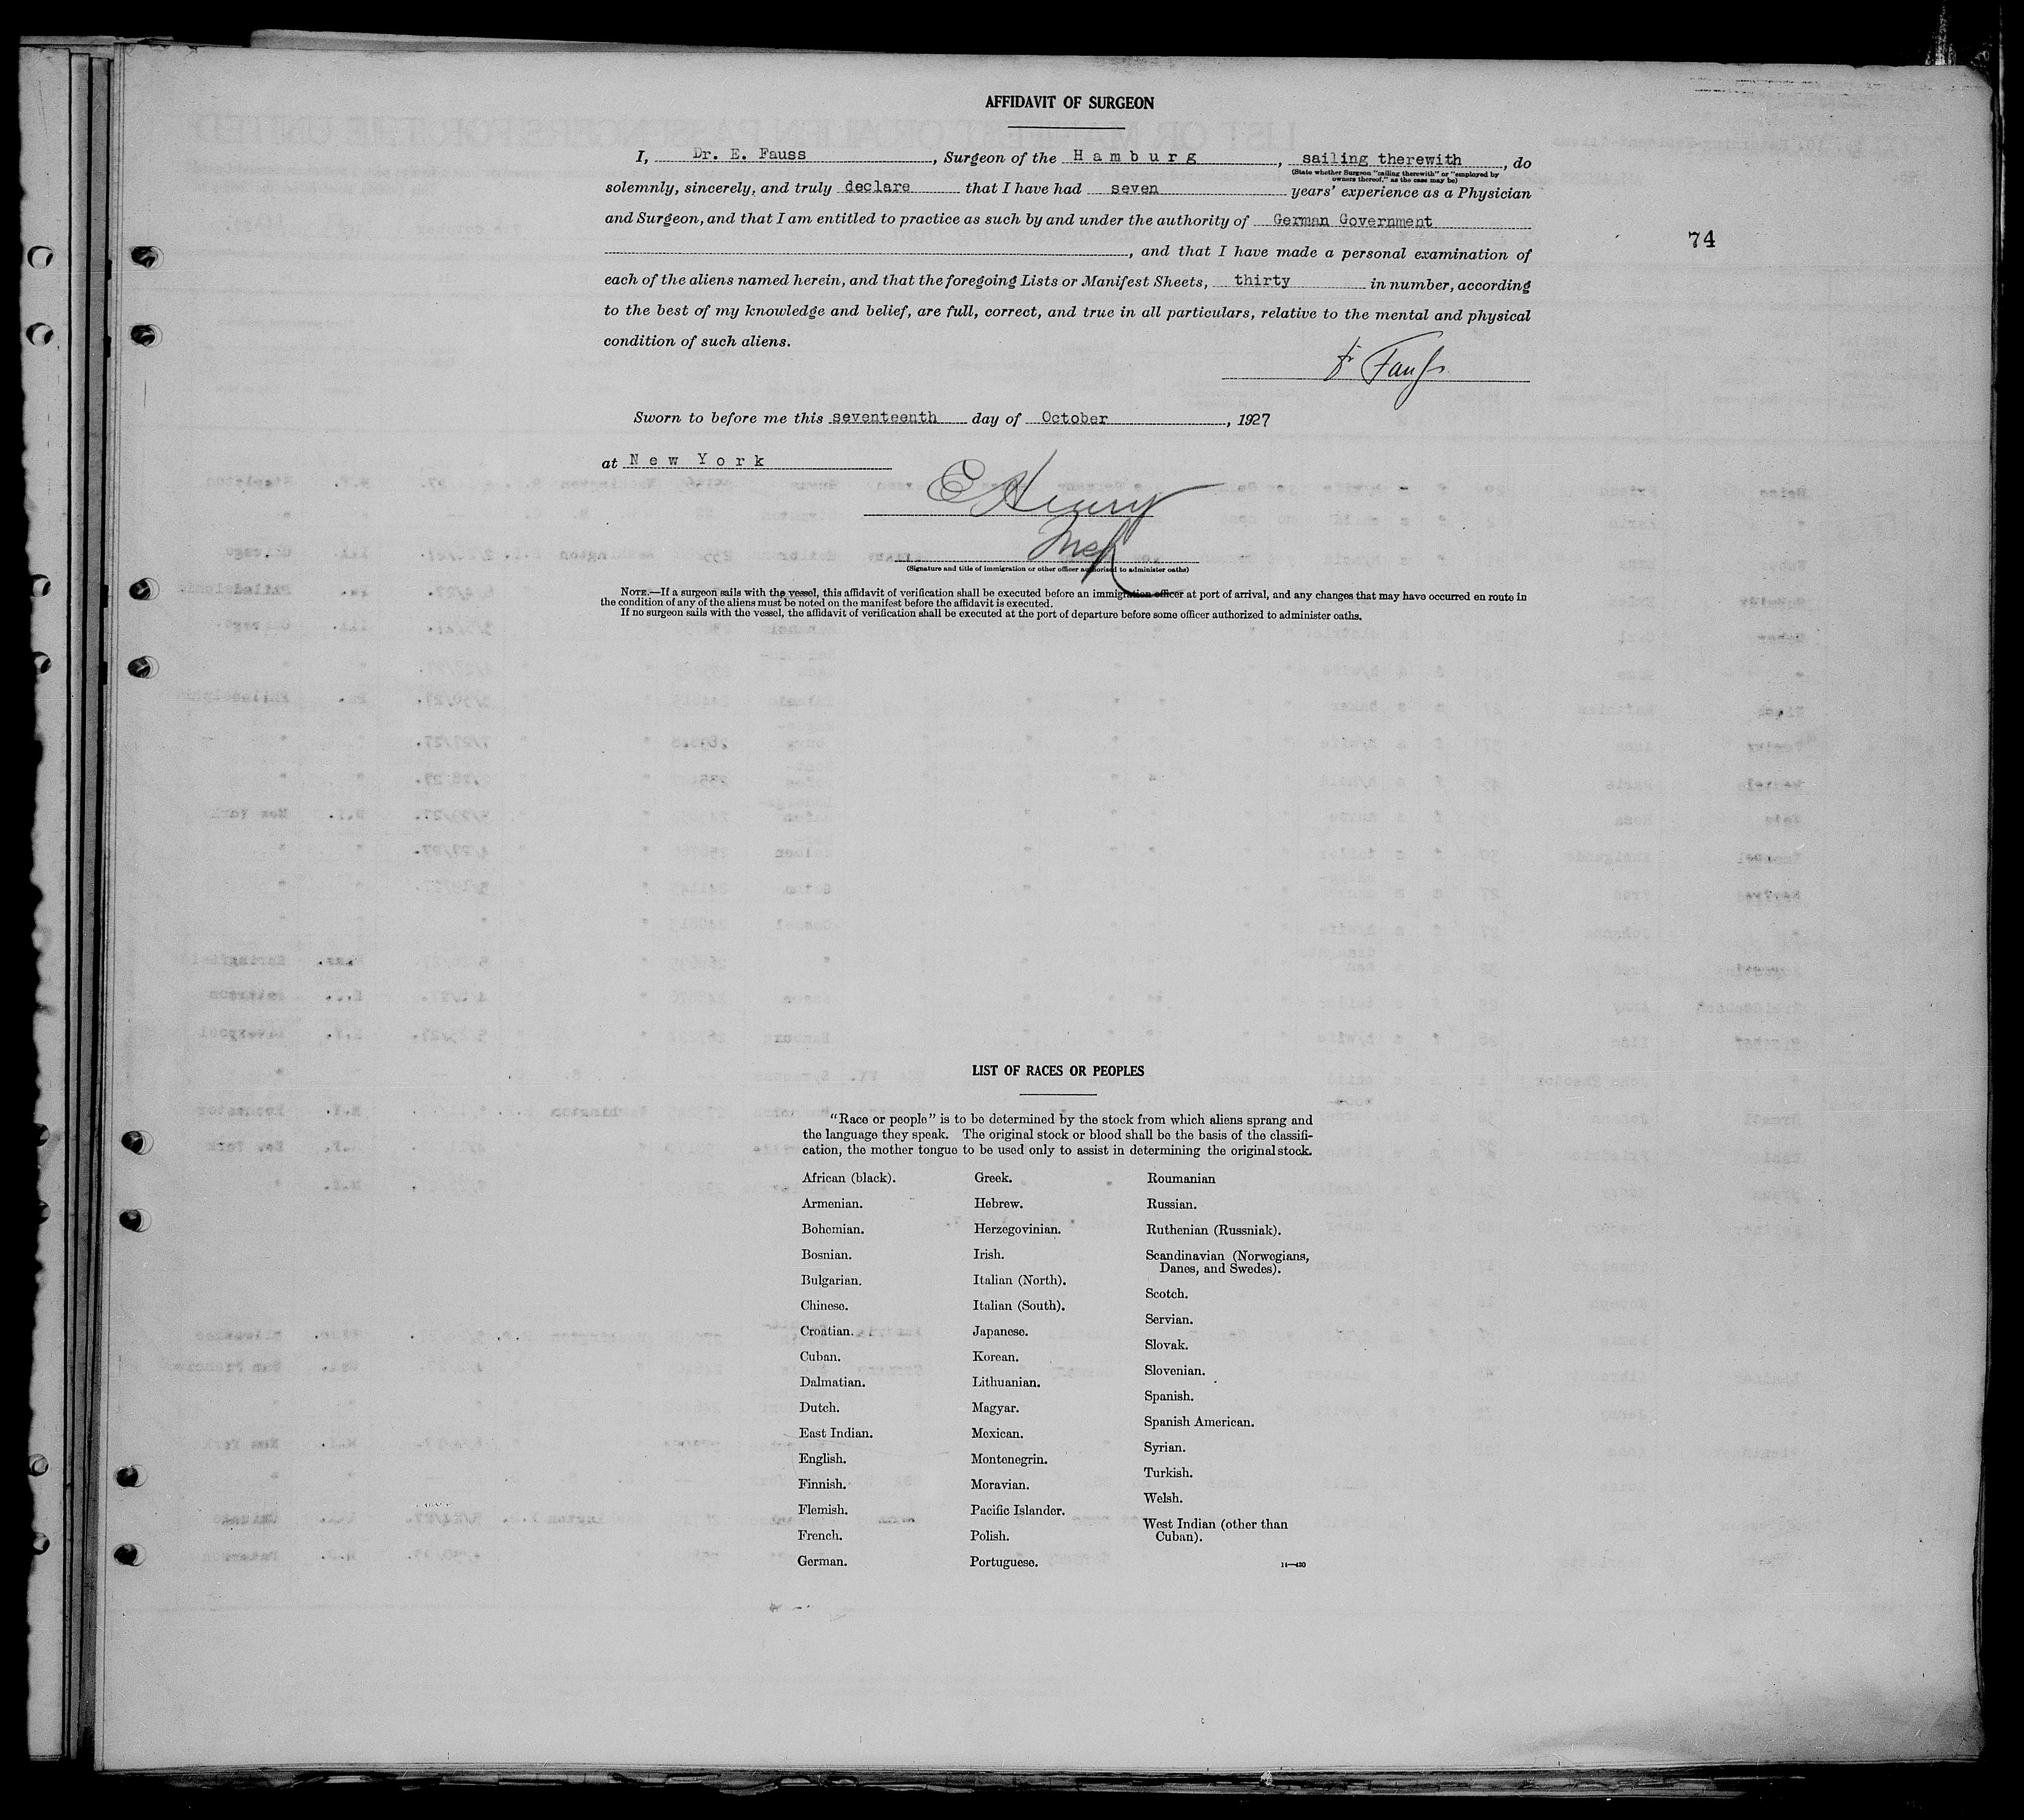 AFFIDAVIT OF SURGEON
I, Dr. E. Fauss, Surgeon of the Hamburg, sailing therewith, do
(State whether Surgeon "sailing therewith" or "employed by
owners thereof," as the case may be)
solemnly, sincerely, and truly declare that I have had seven years' experience as a Physician
and Surgeon, and that I am entitled to practice as such by and under the authority of German Government
74
, and that I have made a personal examination of
each of the aliens named herein, and that the foregoing Lists or Manifest Sheets, thirty in number, according
to the best of my knowledge and belief, are full, correct, and true in all particulars, relative to the mental and physical
condition of such aliens.
Dr Fauß
Sworn to before me this seventeenth day of October, 1927
at New York
E Henry
Insp
(Signature and title of immigration or other officer authorized to administer oaths)
NOTE.—If a surgeon sails with the vessel, this affidavit of verification shall be executed before an immigration officer at port of arrival, and any changes that may have occurred en route in
the condition of any of the aliens must be noted on the manifest before the affidavit is executed.
If no surgeon sails with the vessel, the affidavit of verification shall be executed at the port of departure before some officer authorized to administer oaths.
LIST OF RACES OR PEOPLES
"Race or people" is to be determined by the stock from which aliens sprang and
the language they speak. The original stock or blood shall be the basis of the classifi-
cation, the mother tongue to be used only to assist in determining the original stock.
African (black).
Armenian.
Bohemian.
Bosnian.
Bulgarian.
Chinese.
Croatian.
Cuban.
Dalmatian.
Dutch.
East Indian.
English.
Finnish.
Flemish.
French.
German.
Greek.
Hebrew.
Herzegovinian.
Irish.
Italian (North).
Italian (South).
Japanese.
Korean.
Lithuanian.
Magyar.
Mexican.
Montenegrin.
Moravian.
Pacific Islander.
Polish.
Portuguese.
Roumanian
Russian.
Ruthenian (Russniak).
Scandinavian (Norwegians,
Danes, and Swedes).
Scotch.
Servian.
Slovak.
Slovenian.
Spanish.
Spanish American.
Syrian.
Turkish.
Welsh.
West Indian (other than
Cuban).
14—430